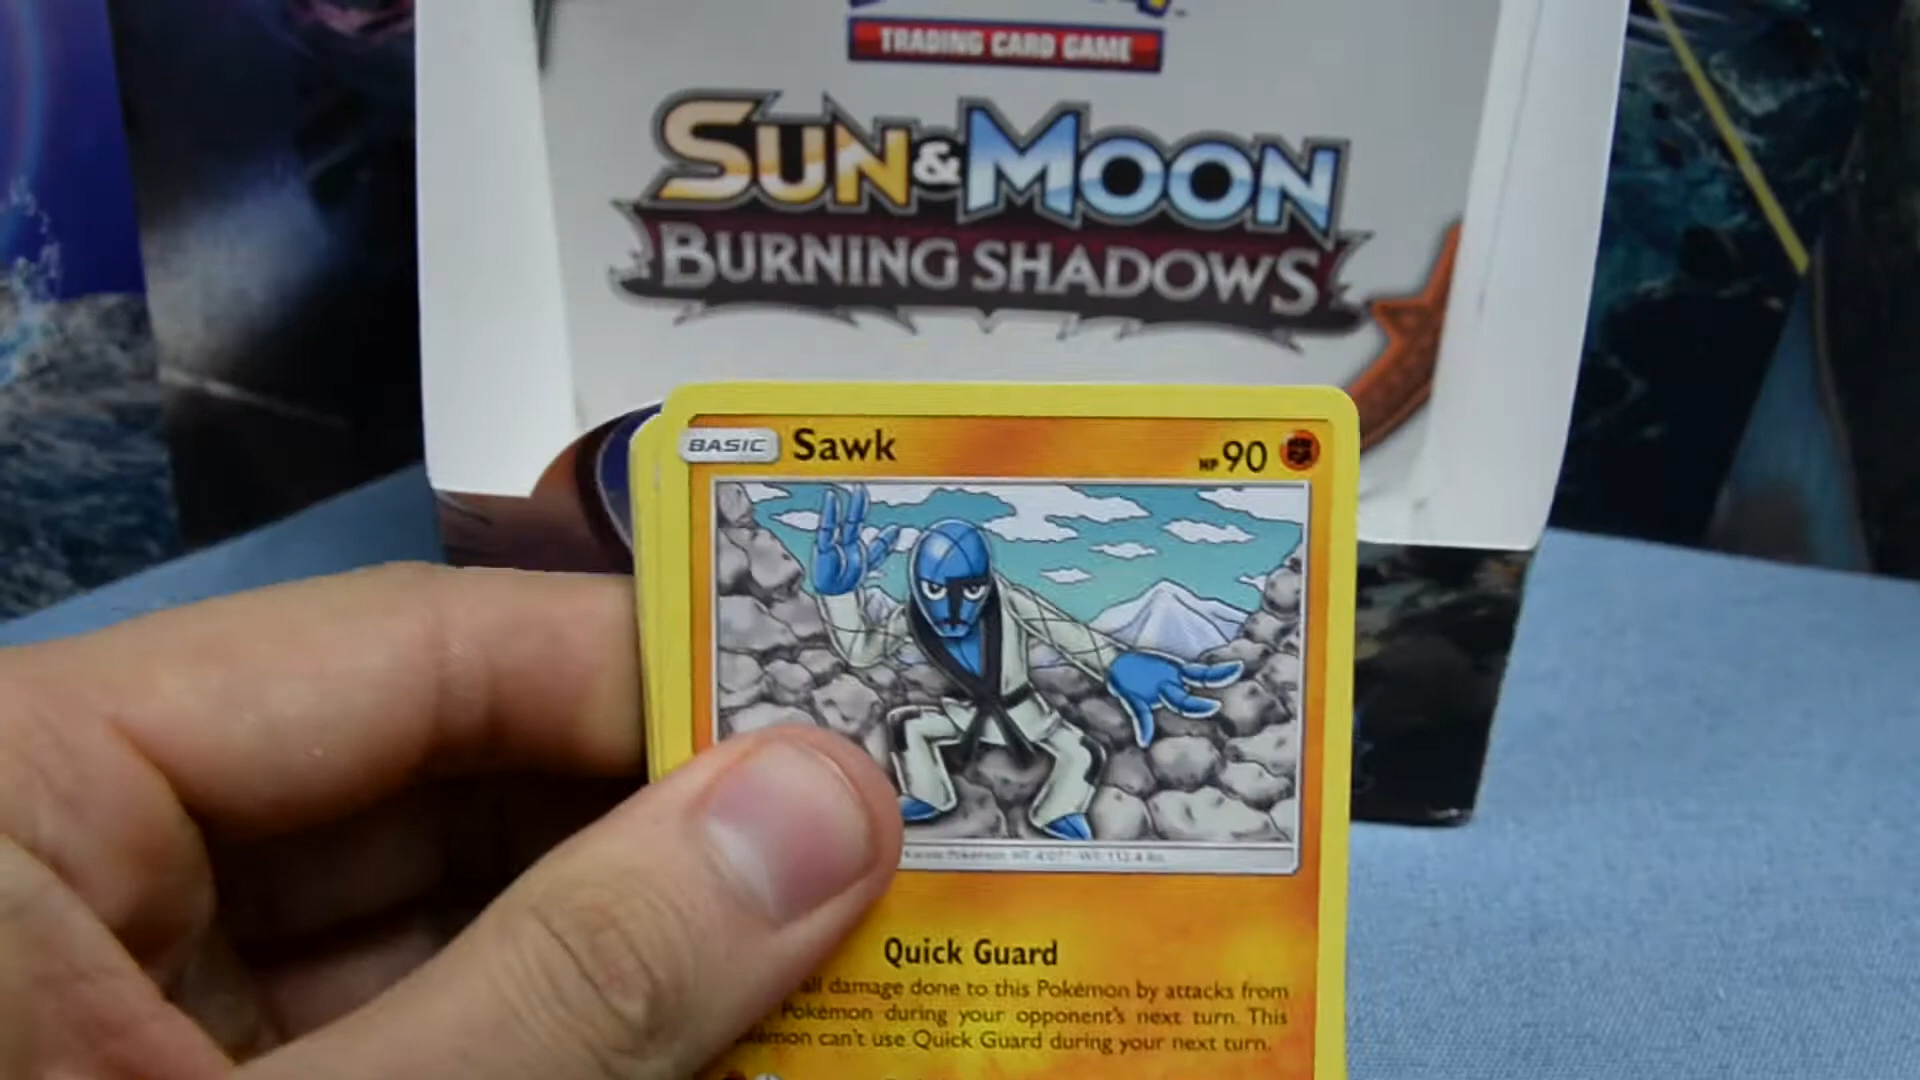 TRADING CARD GAME
SUN & MOON
BURNING SHADOWS
BASIC Sawk HP 90
Quick Guard
all damage done to this Pokémon by attacks from
Pokémon during your opponent's next turn. This
can't use Quick Guard during your next turn.